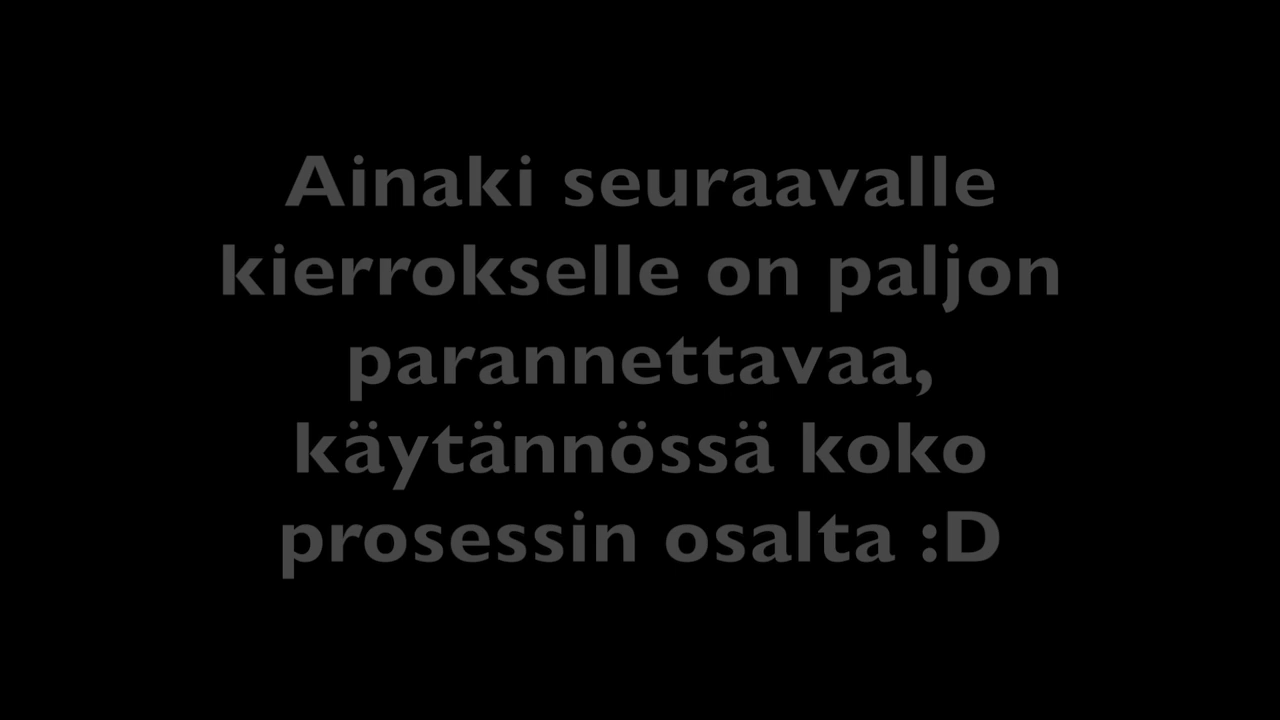 Ainaki seuraavalle
kierrokselle on paljon
parannettavaa,
käytännössä koko
prosessin osalta :D